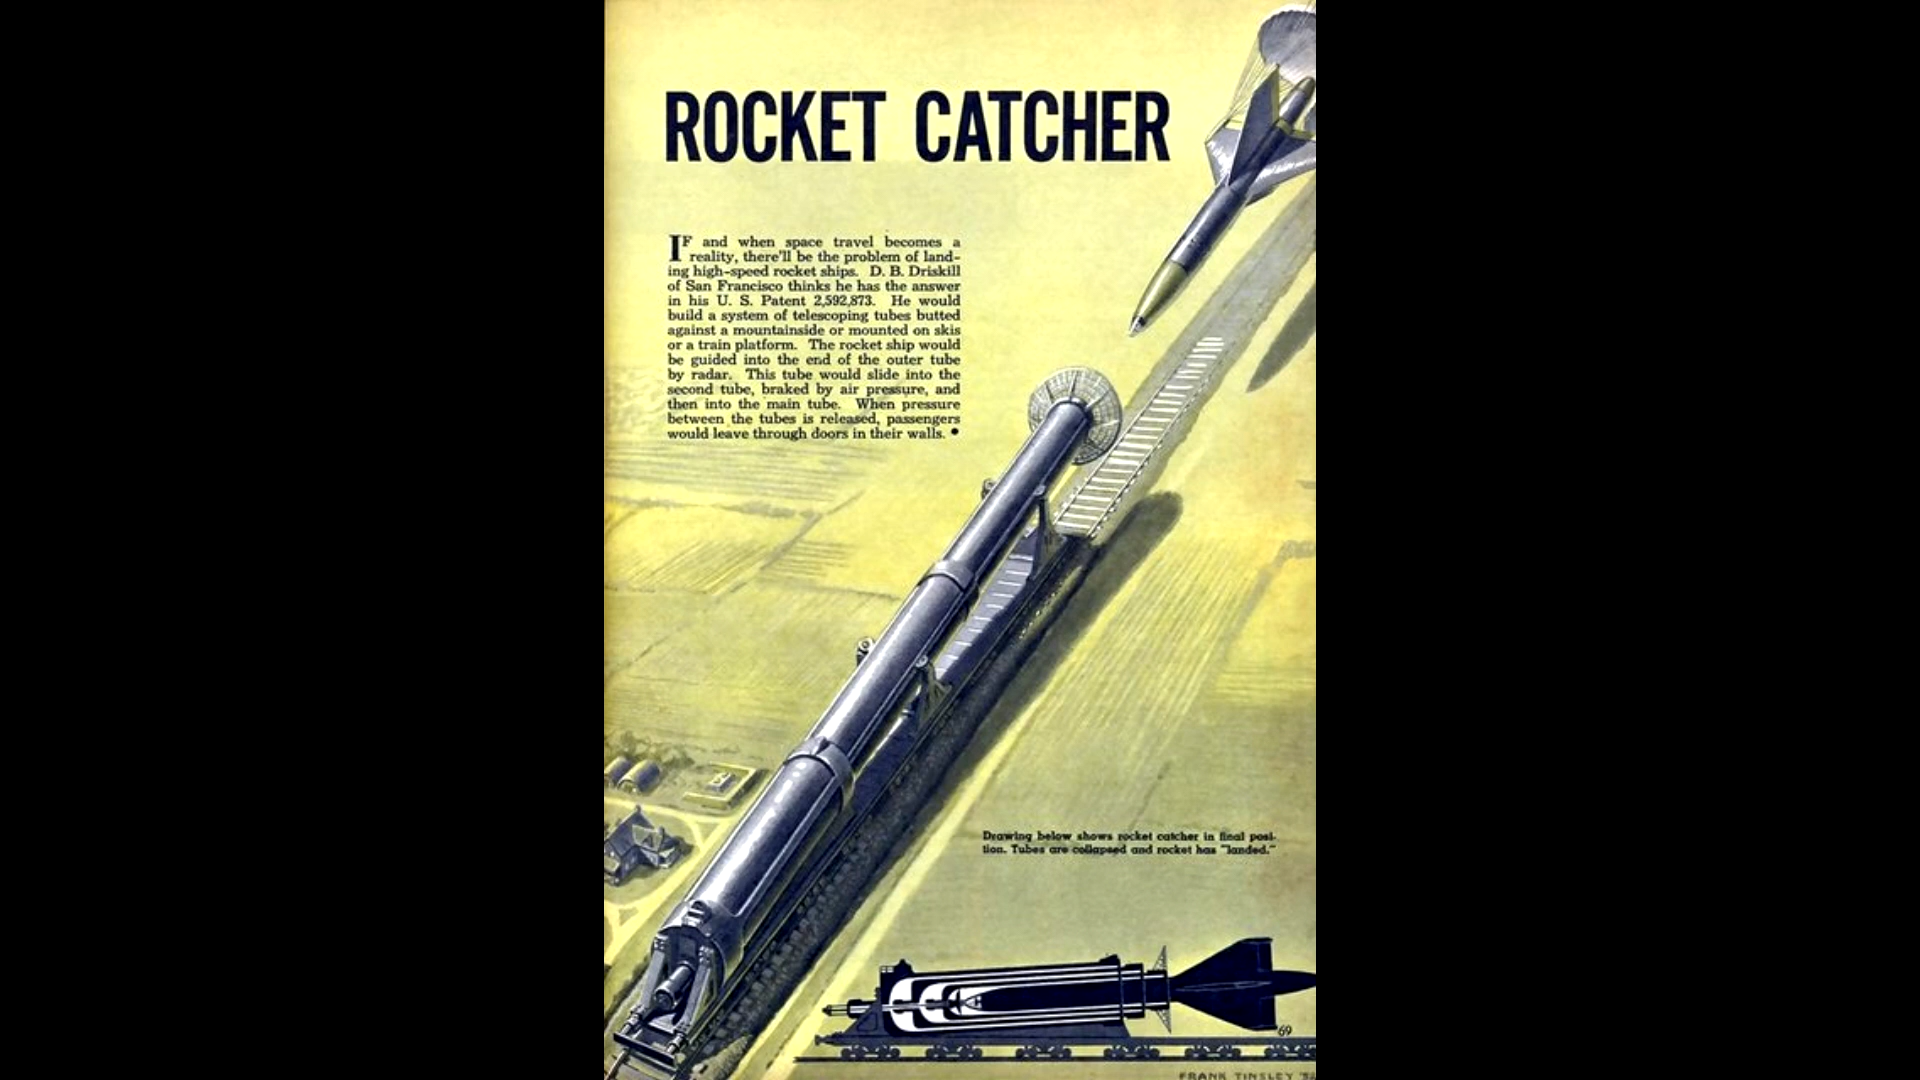 ROCKET CATCHER
IF and when space travel becomes a
reality, there'll be the problem of land-
ing high-speed rocket ships. D. B. Driskill
of San Francisco thinks he has the answer
in his U. S. Patent 2,592,873. He would
build a system of telescoping tubes butted
against a mountainside or mounted on skis
or a train platform. The rocket ship would
be guided into the end of the outer tube
by radar. This tube would slide into the
second tube, braked by air pressure, and
then into the main tube. When pressure
between the tubes is released, passengers
would leave through doors in their walls. •
Drawing below shows rocket catcher in final posi-
tion. Tubes are collapsed and rocket has "landed."
69
FRANK TINSLEY '52